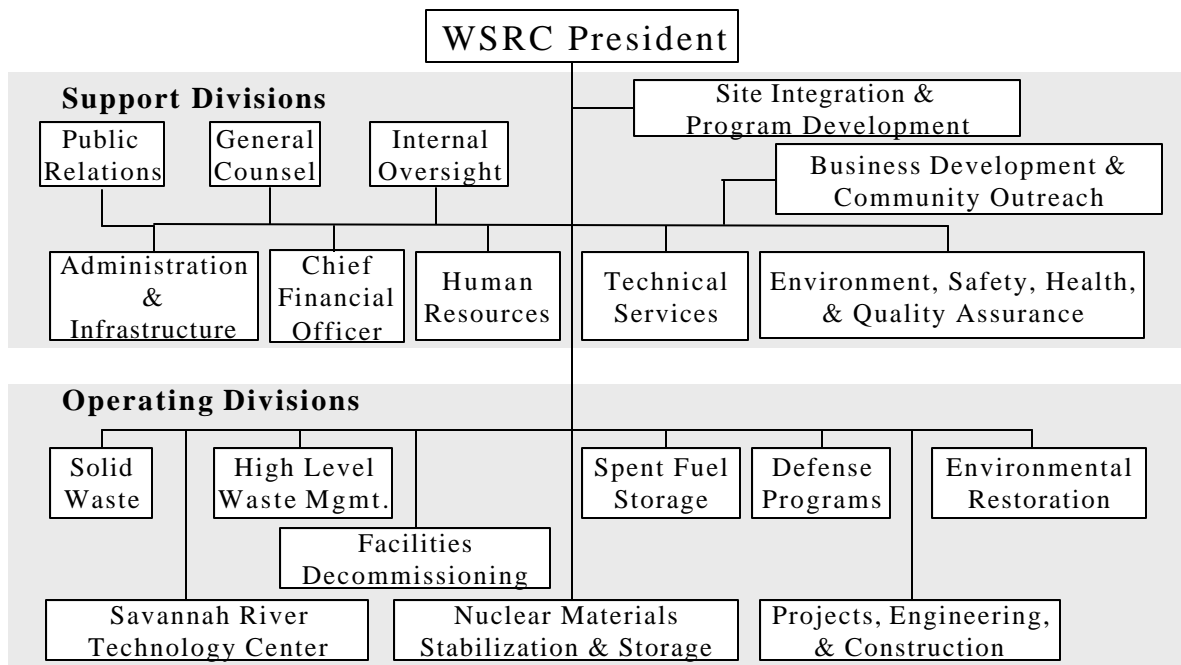 WSRC President
Support Divisions
Site Integration &
Program Development
Public
Relations
General
Counsel
Internal
Oversight
Business Development &
Community Outreach
Administration
&
Infrastructure
Chief
Financial
Officer
Human
Resources
Technical
Services
Environment, Safety, Health,
& Quality Assurance
Operating Divisions
Solid
Waste
High Level
Waste Mgmt.
Spent Fuel
Storage
Defense
Programs
Environmental
Restoration
Facilities
Decommissioning
Savannah River
Technology Center
Nuclear Materials
Stabilization & Storage
Projects, Engineering,
& Construction